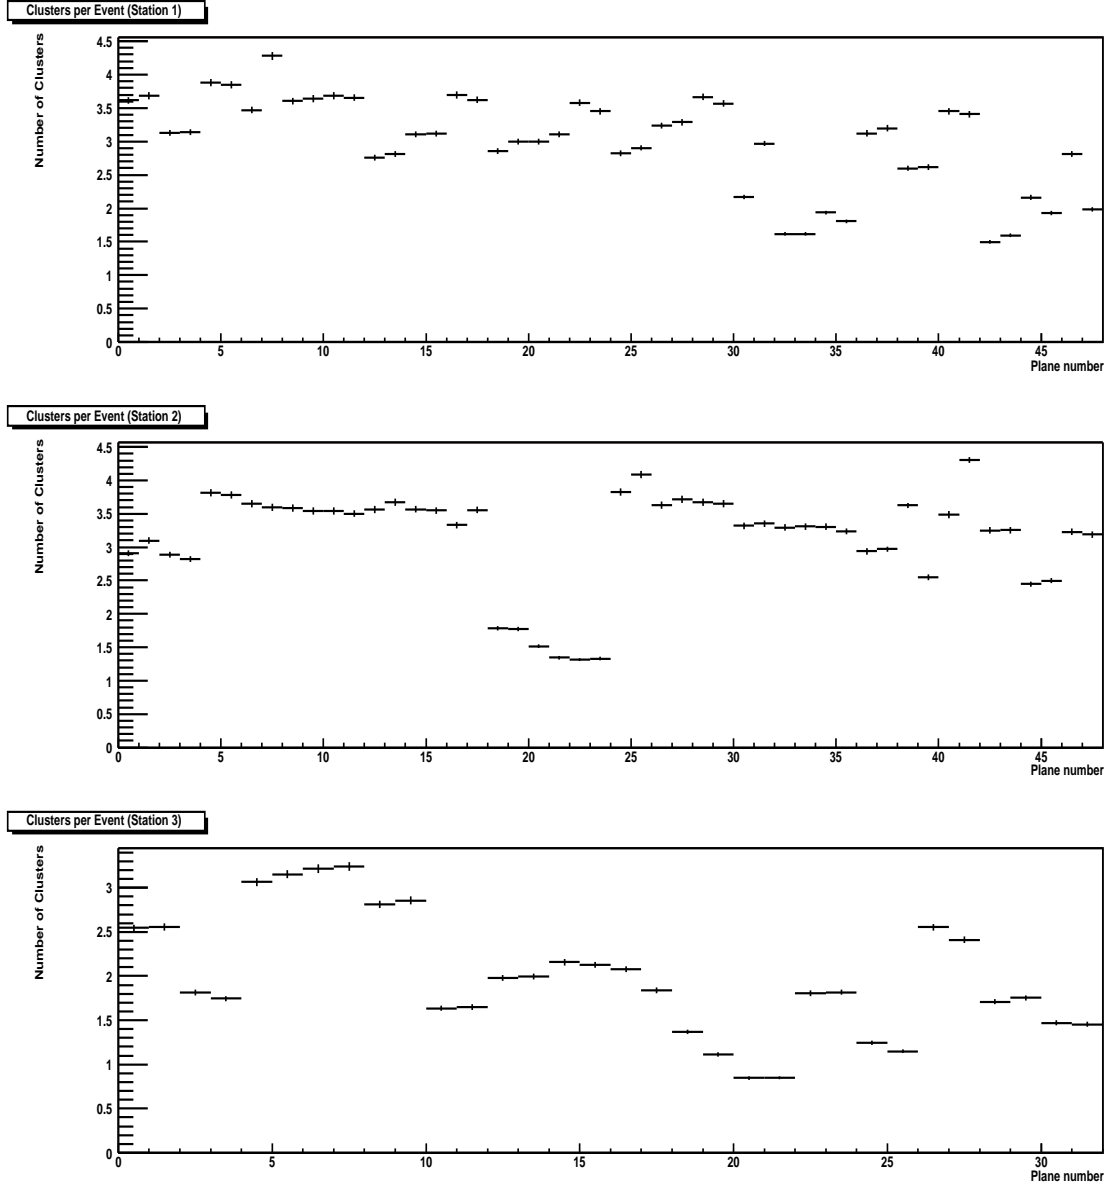 Clusters per Event (Station 1)
Number of Clusters
4.5
4
3.5
3
2.5
2
1.5
1
0.5
0
0 5 10 15 20 25 30 35 40 45
Plane number
Clusters per Event (Station 2)
Number of Clusters
4.5
4
3.5
3
2.5
2
1.5
1
0.5
0
0 5 10 15 20 25 30 35 40 45
Plane number
Clusters per Event (Station 3)
Number of Clusters
3
2.5
2
1.5
1
0.5
0
0 5 10 15 20 25 30
Plane number